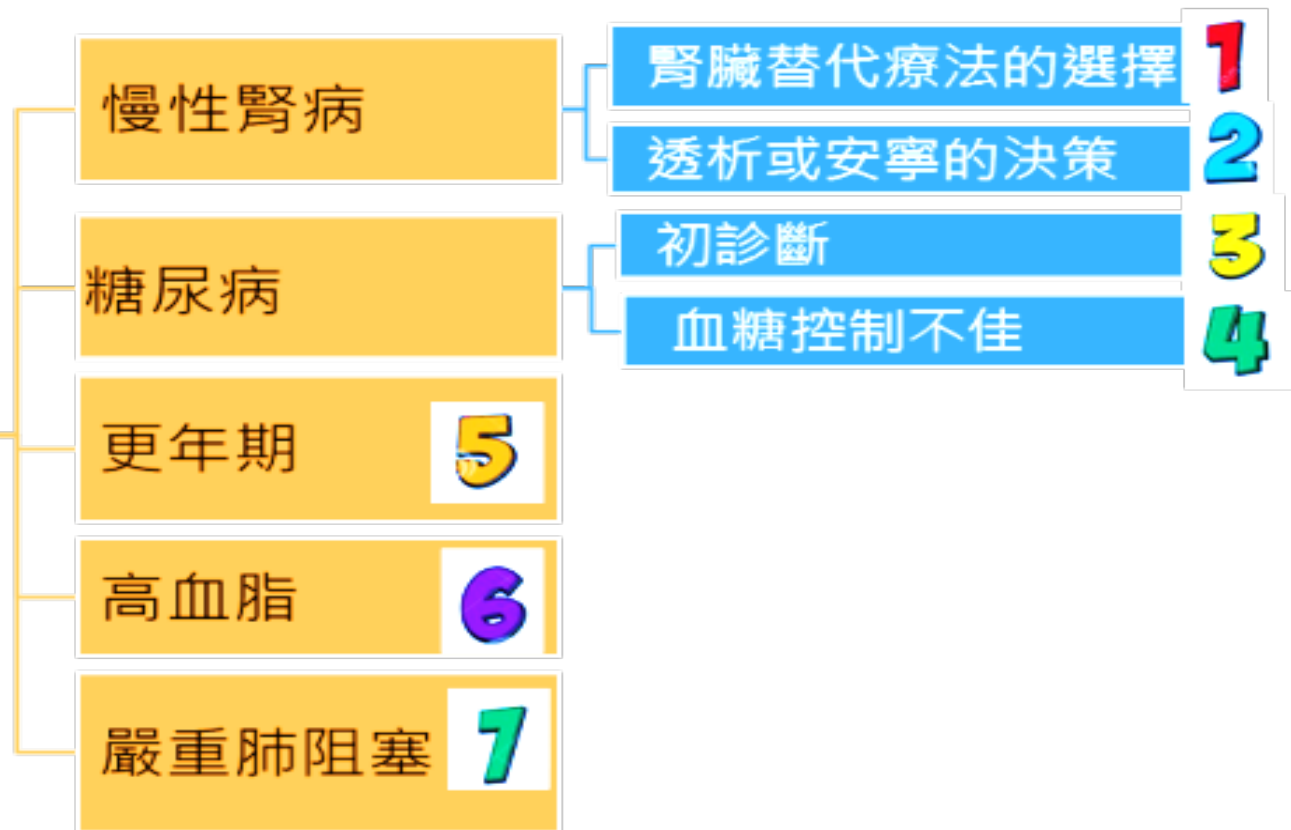 慢性腎病
腎臟替代療法的選擇 1
透析或安寧的決策 2
糖尿病
初診斷 3
血糖控制不佳 4
更年期 5
高血脂 6
嚴重肺阻塞 7